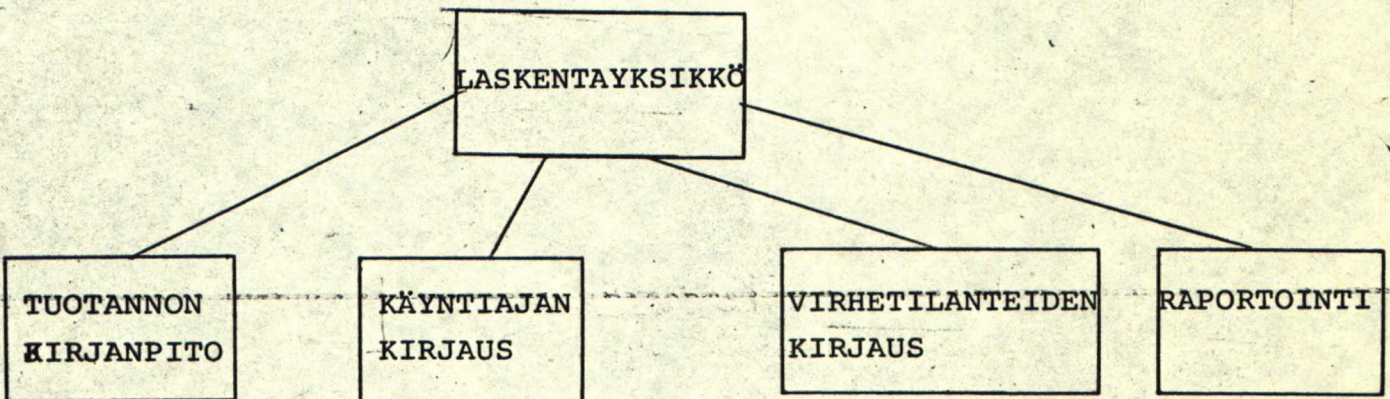 LASKENTAYKSIKKÖ
TUOTANNON
KIRJANPITO
KÄYNTIAJAN
KIRJAUS
VIRHETILANTEIDEN
KIRJAUS
RAPORTOINTI